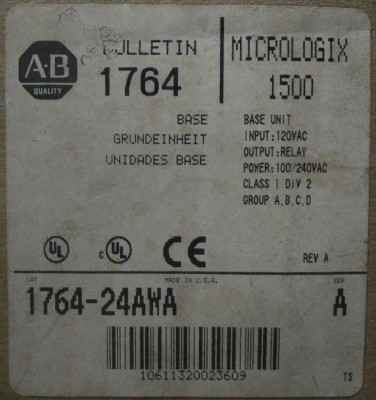 A-B
QUALITY
BULLETIN
1764
MICROLOGIX
1500
BASE
GRUNDEINHEIT
UNIDADES BASE
BASE UNIT
INPUT:120VAC
OUTPUT:RELAY
POWER:100/240VAC
CLASS I DIV 2
GROUP A,B,C,D
UL
c UL
CE
REV A
CAT
MADE IN U.S.A.
SER
1764-24AWA
A
10611320023609
TS